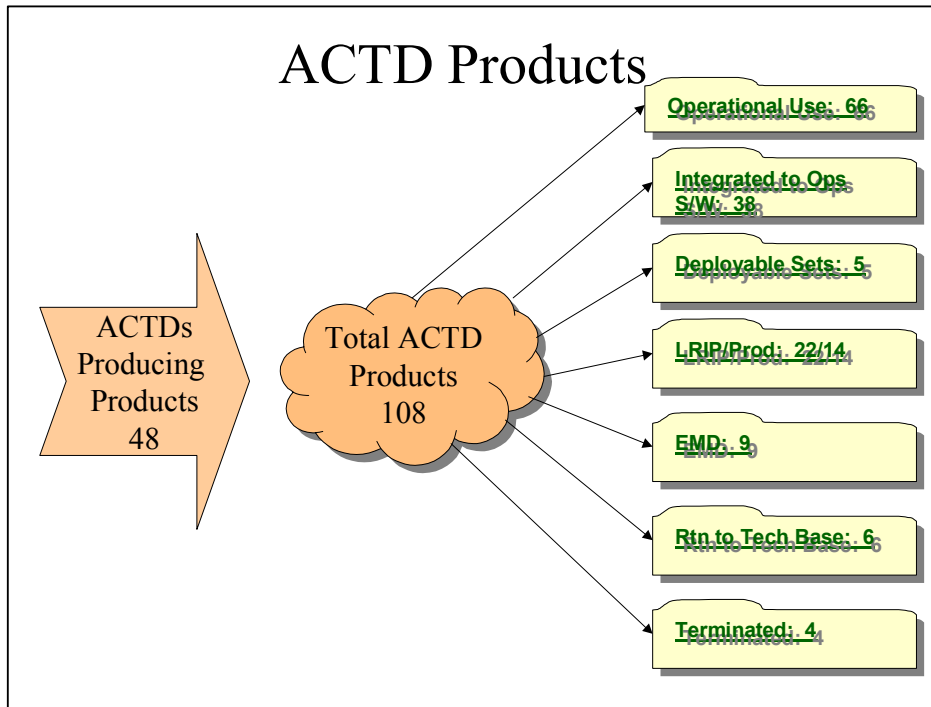 ACTD Products
ACTDs
Producing
Products
48
Total ACTD
Products
108
Operational Use: 66
Integrated to Ops
S/W: 38
Deployable Sets: 5
LRIP/Prod: 22/14
EMD: 9
Rtn to Tech Base: 6
Terminated: 4